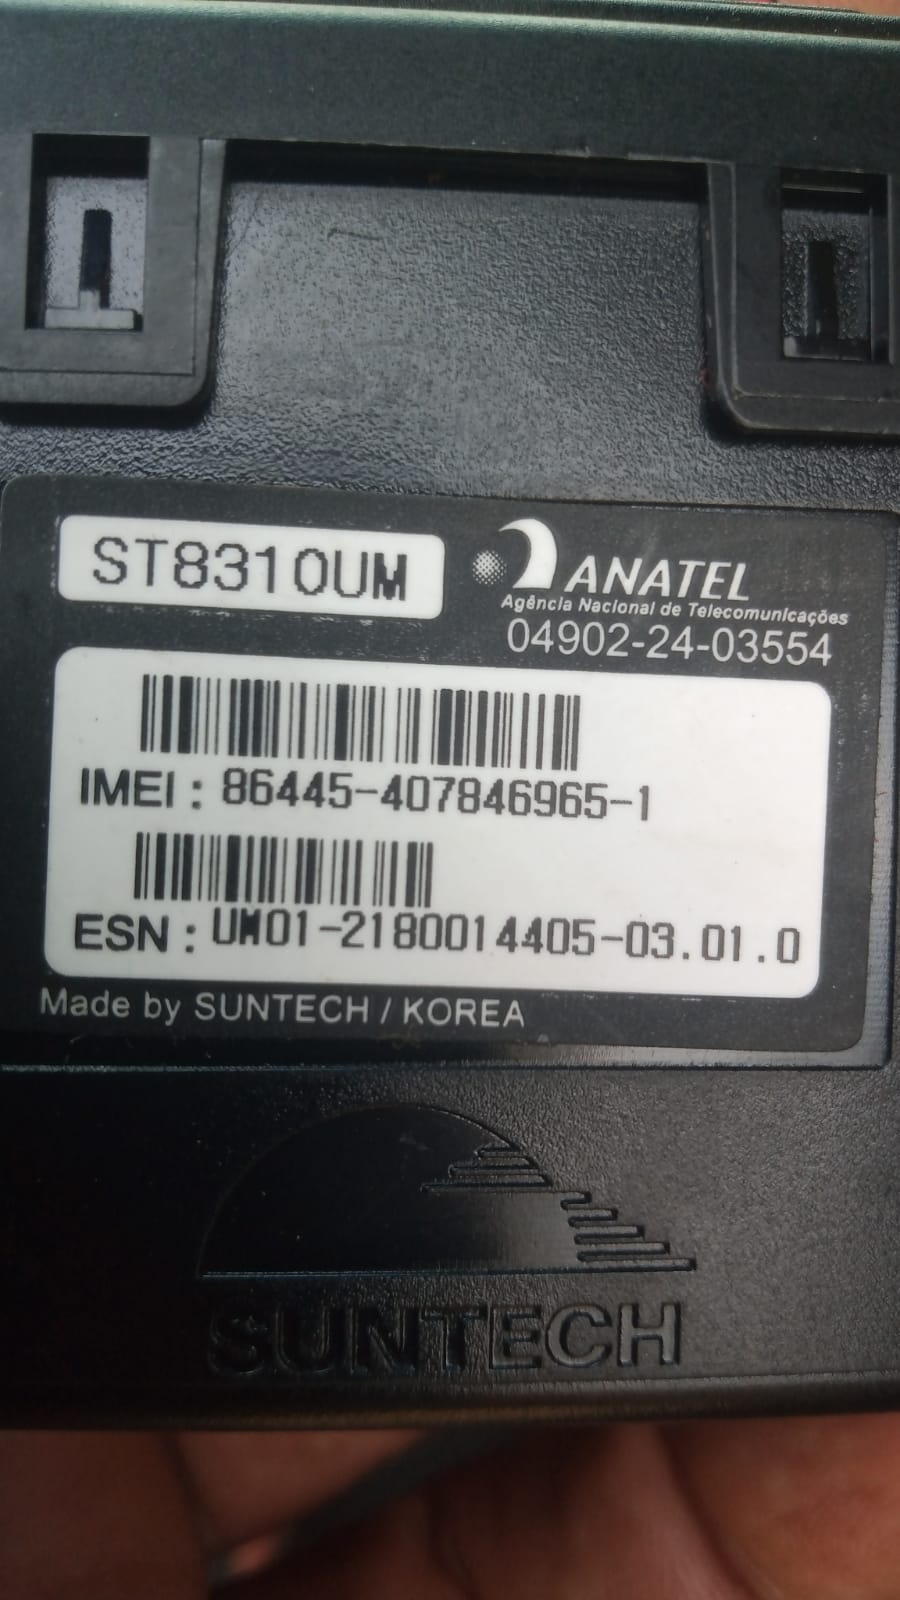 ST8310UM
ANATEL
Agência Nacional de Telecomunicações
04902-24-03554
IMEI : 86445-407846965-1
ESN : UM01-2180014405-03.01.0
Made by SUNTECH / KOREA
SUNTECH